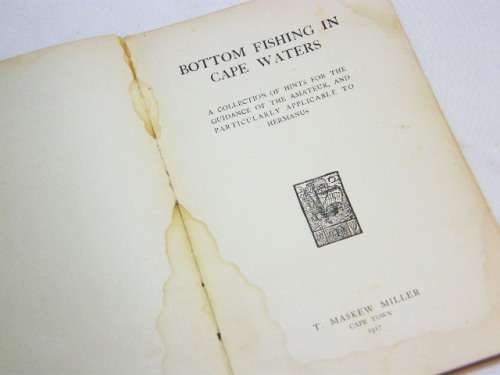 BOTTOM FISHING IN
CAPE WATERS
A COLLECTION OF HINTS FOR THE
GUIDANCE OF THE AMATEUR, AND
PARTICULARLY APPLICABLE TO
HERMANUS
T. MASKEW MILLER
CAPE TOWN
1917